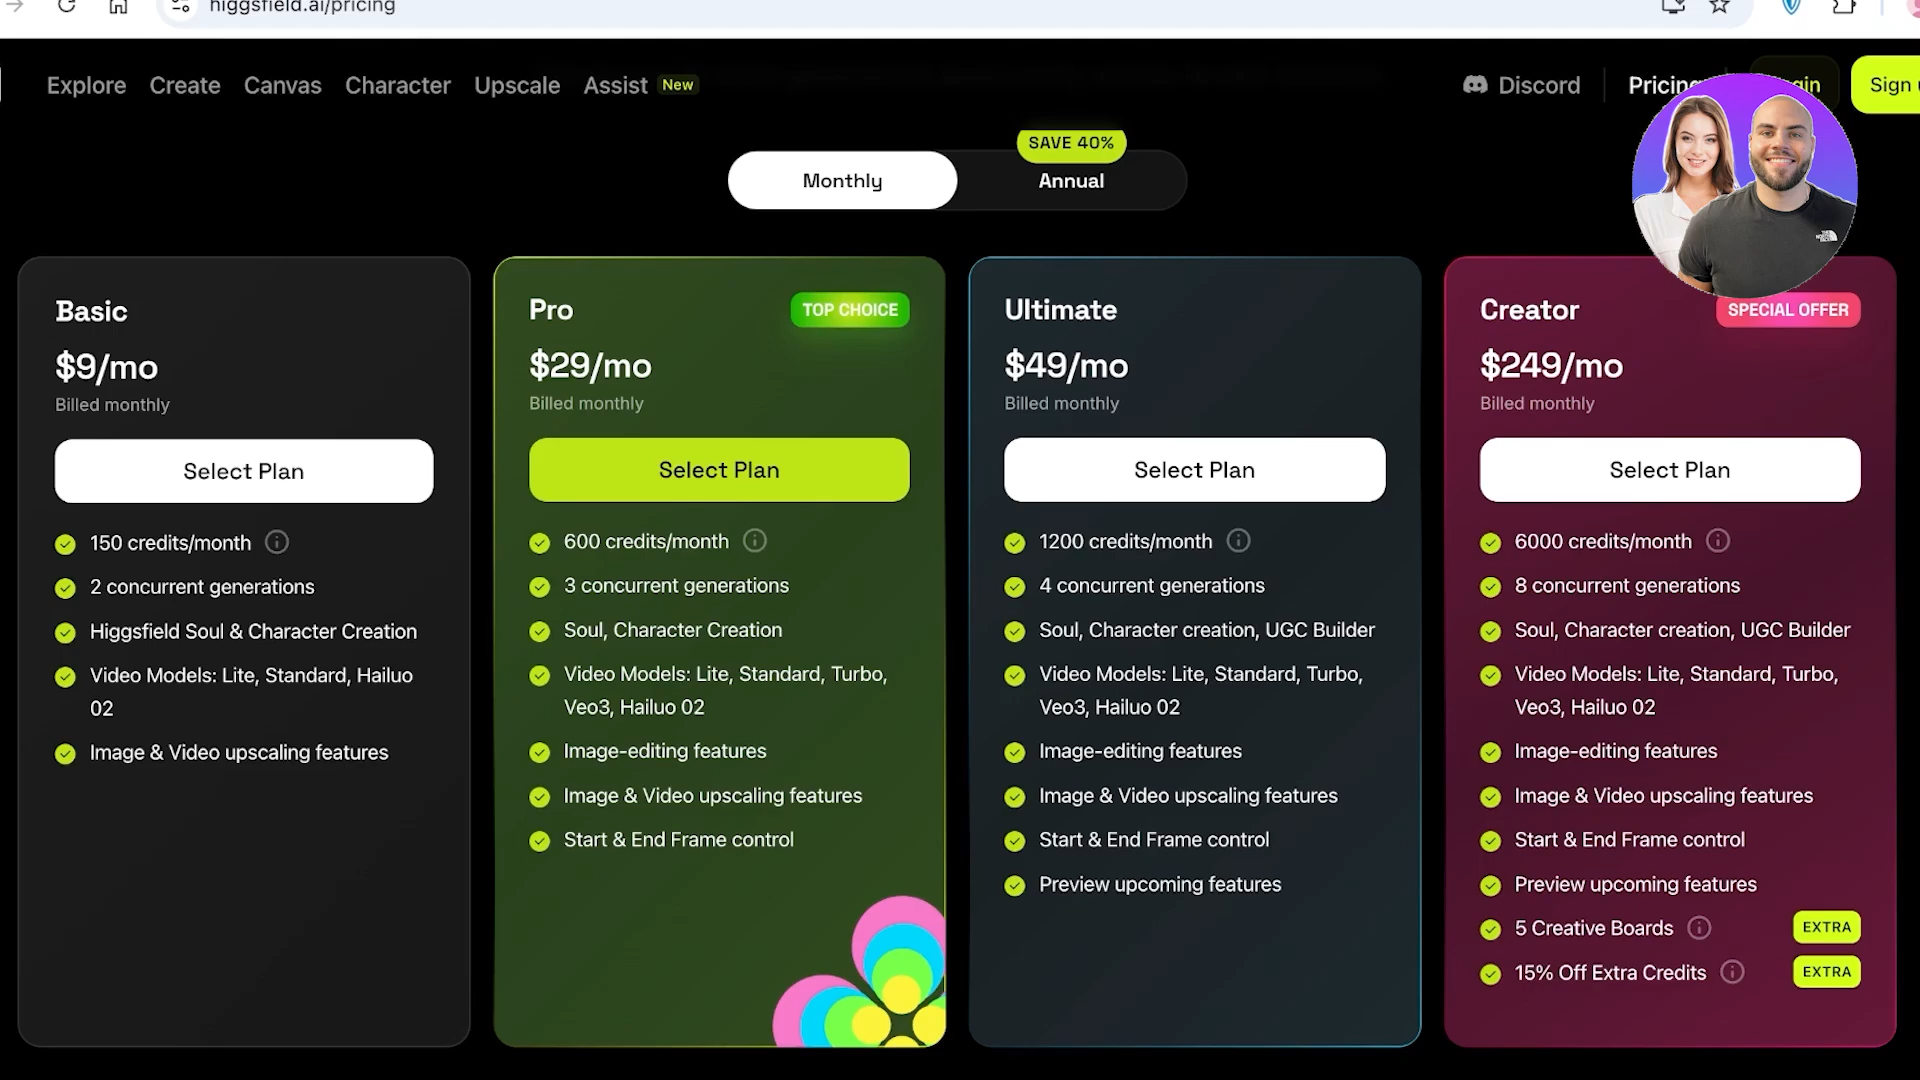 higgsfield.ai/pricing
Explore Create Canvas Character Upscale Assist New
Discord Pricing Sign
SAVE 40%
Monthly Annual
Basic
$9/mo
Billed monthly
Select Plan
150 credits/month
2 concurrent generations
Higgsfield Soul & Character Creation
Video Models: Lite, Standard, Hailuo
02
Image & Video upscaling features
Pro
TOP CHOICE
$29/mo
Billed monthly
Select Plan
600 credits/month
3 concurrent generations
Soul, Character Creation
Video Models: Lite, Standard, Turbo,
Veo3, Hailuo 02
Image-editing features
Image & Video upscaling features
Start & End Frame control
Ultimate
$49/mo
Billed monthly
Select Plan
1200 credits/month
4 concurrent generations
Soul, Character creation, UGC Builder
Video Models: Lite, Standard, Turbo,
Veo3, Hailuo 02
Image-editing features
Image & Video upscaling features
Start & End Frame control
Preview upcoming features
Creator
SPECIAL OFFER
$249/mo
Billed monthly
Select Plan
6000 credits/month
8 concurrent generations
Soul, Character creation, UGC Builder
Video Models: Lite, Standard, Turbo,
Veo3, Hailuo 02
Image-editing features
Image & Video upscaling features
Start & End Frame control
Preview upcoming features
5 Creative Boards EXTRA
15% Off Extra Credits EXTRA